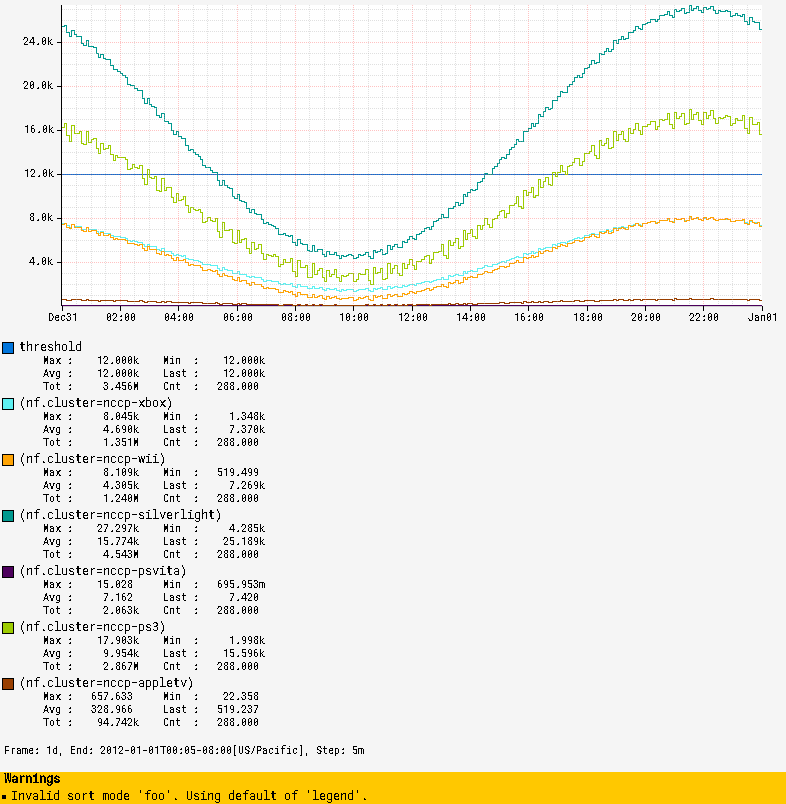 24.0k
20.0k
16.0k
12.0k
8.0k
4.0k
Dec31 02:00 04:00 06:00 08:00 10:00 12:00 14:00 16:00 18:00 20:00 22:00 Jan01
threshold
Max : 12.000k Min : 12.000k
Avg : 12.000k Last : 12.000k
Tot : 3.456M Cnt : 288.000
(nf.cluster=nccp-xbox)
Max : 8.045k Min : 1.348k
Avg : 4.690k Last : 7.370k
Tot : 1.351M Cnt : 288.000
(nf.cluster=nccp-wii)
Max : 8.109k Min : 519.499
Avg : 4.305k Last : 7.269k
Tot : 1.240M Cnt : 288.000
(nf.cluster=nccp-silverlight)
Max : 27.297k Min : 4.285k
Avg : 15.774k Last : 25.189k
Tot : 4.543M Cnt : 288.000
(nf.cluster=nccp-psvita)
Max : 15.028 Min : 695.953m
Avg : 7.162 Last : 7.420
Tot : 2.063k Cnt : 288.000
(nf.cluster=nccp-ps3)
Max : 17.903k Min : 1.998k
Avg : 9.954k Last : 15.596k
Tot : 2.867M Cnt : 288.000
(nf.cluster=nccp-appletv)
Max : 657.633 Min : 22.358
Avg : 328.966 Last : 519.237
Tot : 94.742k Cnt : 288.000
Frame: 1d, End: 2012-01-01T00:05-08:00[US/Pacific], Step: 5m
Warnings
▪ Invalid sort mode 'foo'. Using default of 'legend'.